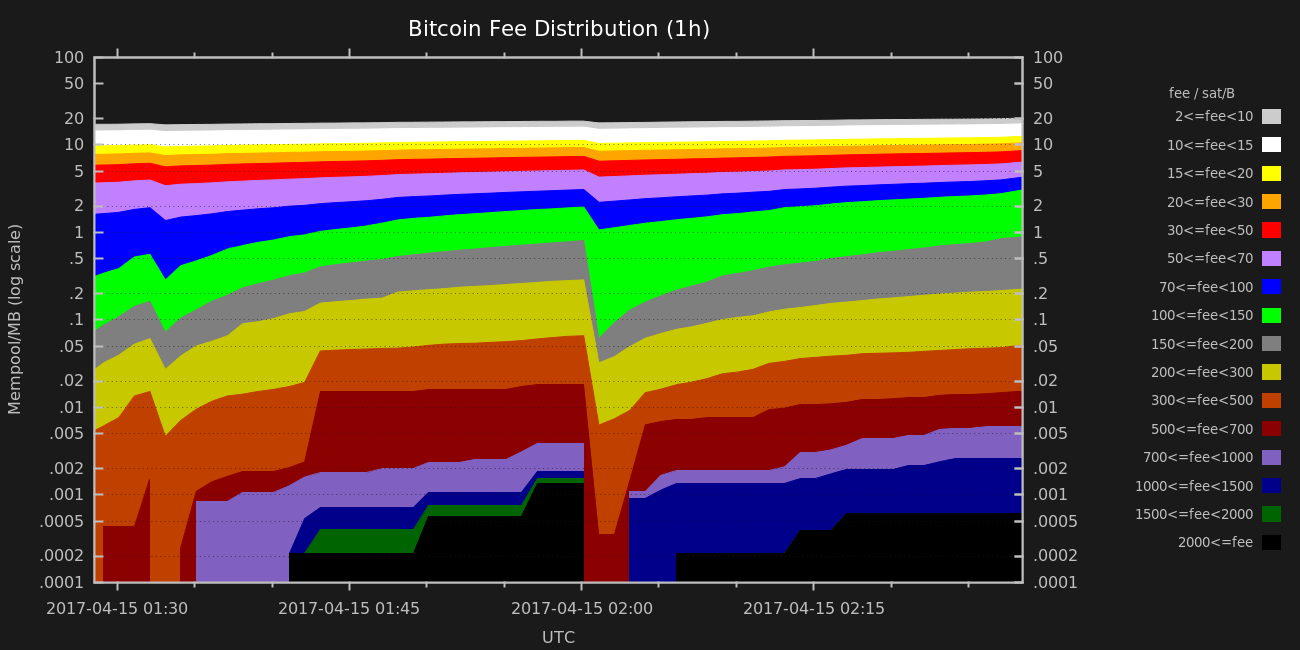 Bitcoin Fee Distribution (1h)
100
50
20
10
5
2
1
.5
.2
.1
.05
.02
.01
.005
.002
.001
.0005
.0002
.0001
Mempool/MB (log scale)
100
50
20
10
5
2
1
.5
.2
.1
.05
.02
.01
.005
.002
.001
.0005
.0002
.0001
2017-04-15 01:30
2017-04-15 01:45
2017-04-15 02:00
2017-04-15 02:15
UTC
fee / sat/B
2<=fee<10
10<=fee<15
15<=fee<20
20<=fee<30
30<=fee<50
50<=fee<70
70<=fee<100
100<=fee<150
150<=fee<200
200<=fee<300
300<=fee<500
500<=fee<700
700<=fee<1000
1000<=fee<1500
1500<=fee<2000
2000<=fee